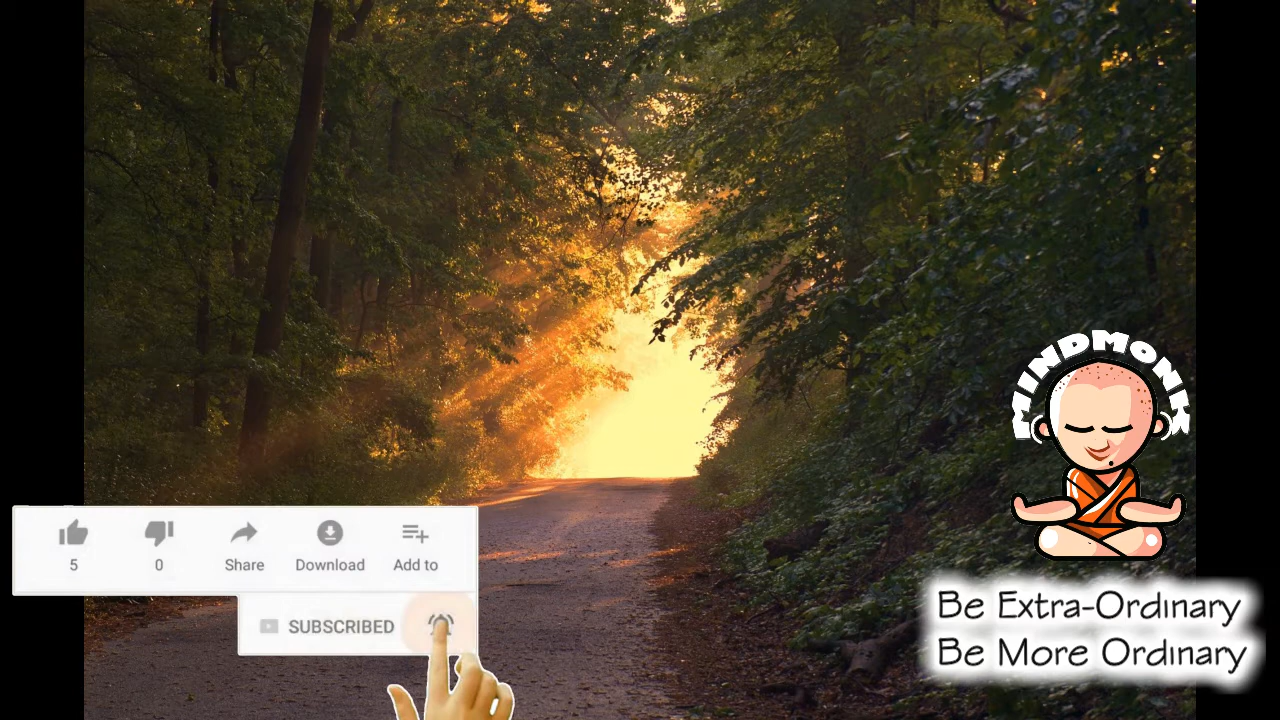 MINDMONK
5 0 Share Download Add to
SUBSCRIBED
Be Extra-Ordinary
Be More Ordinary